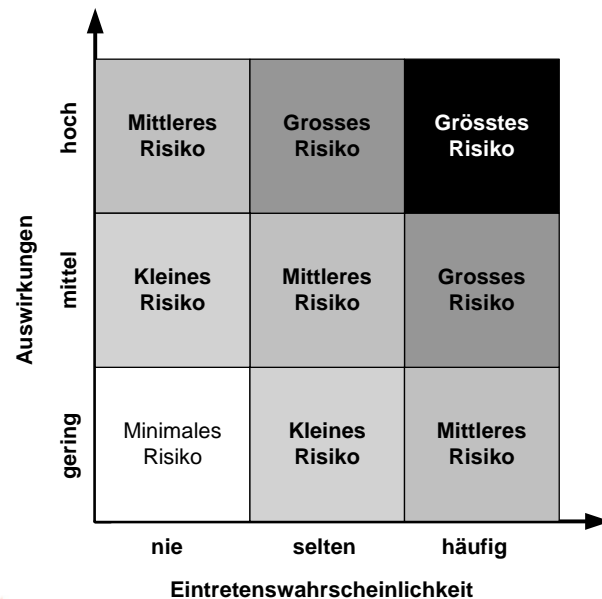 Auswirkungen
hoch
Mittleres
Risiko
Grosses
Risiko
Grösstes
Risiko
mittel
Kleines
Risiko
Mittleres
Risiko
Grosses
Risiko
gering
Minimales
Risiko
Kleines
Risiko
Mittleres
Risiko
nie
selten
häufig
Eintretenswahrscheinlichkeit